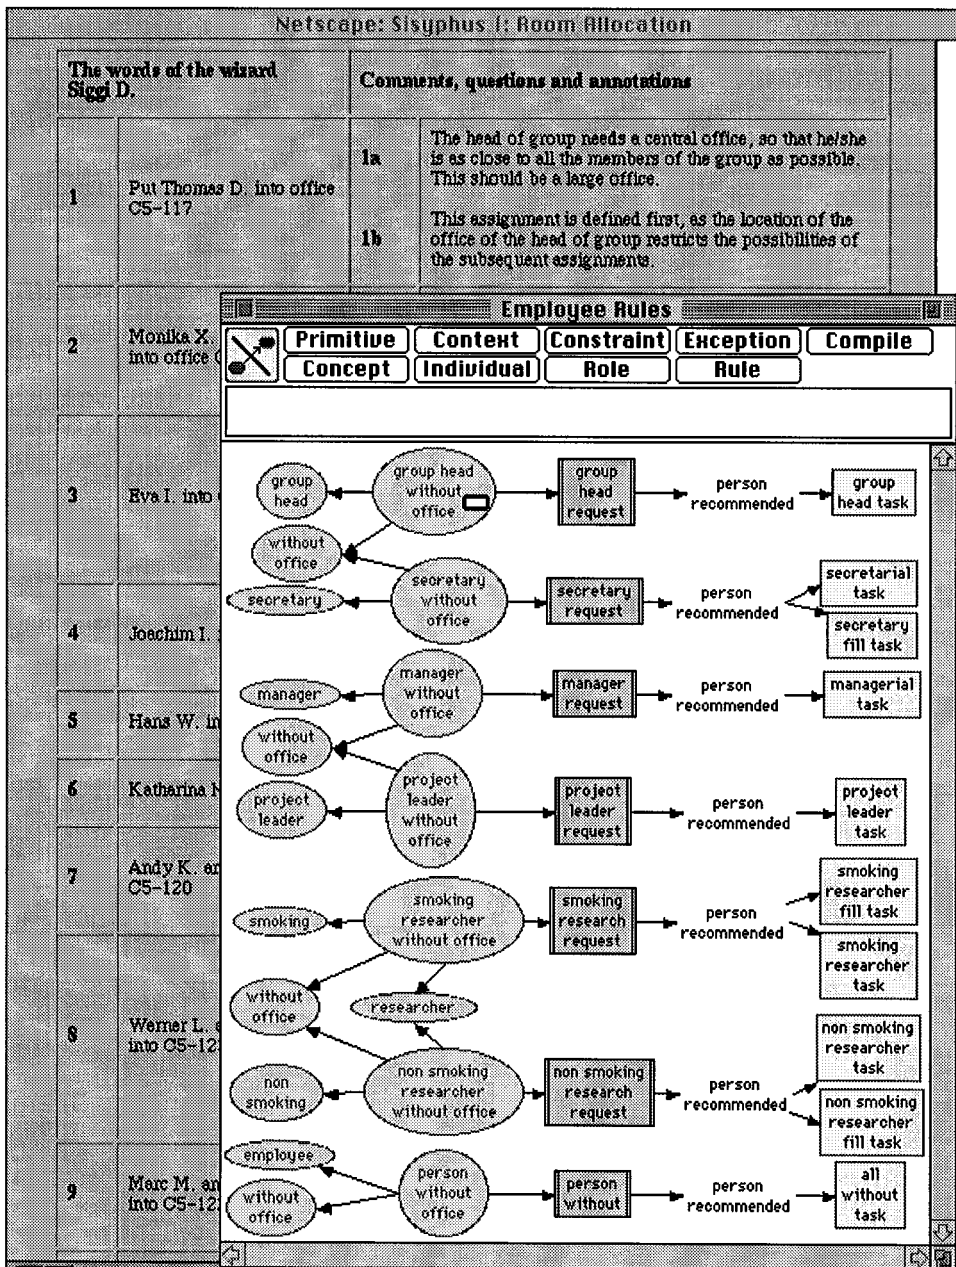 Netscape: Sisyphus I: Room Allocation
The words of the wizard
Siggi D.
Comments, questions and annotations
1
Put Thomas D. into office
C5-117
1a
The head of group needs a central office, so that he/she
is as close to all the members of the group as possible.
This should be a large office.
1b
This assignment is defined first, as the location of the
office of the head of group restricts the possibilities of
the subsequent assignments.
2
Monika X.
into office
3
Eva I. into
4
Joachim I.
5
Hans W. in
6
Katharina N
7
Andy K. an
C5-120
8
Werner L.
into C5-12
9
Marc M. an
into C5-12
Employee Rules
Primitive
Context
Constraint
Exception
Compile
Concept
Individual
Role
Rule
group
head
group head
without
office
group
head
request
person
recommended
group
head task
without
office
secretary
secretary
without
office
secretary
request
person
recommended
secretarial
task
secretary
fill task
manager
manager
without
office
manager
request
person
recommended
managerial
task
without
office
project
leader
project
leader
without
office
project
leader
request
person
recommended
project
leader
task
smoking
smoking
researcher
without office
smoking
research
request
person
recommended
smoking
researcher
fill task
smoking
researcher
task
without
office
researcher
non
smoking
non smoking
researcher
without office
non smoking
research
request
person
recommended
non smoking
researcher
task
non smoking
researcher
fill task
employee
without
office
person
without
office
person
without
person
recommended
all
without
task